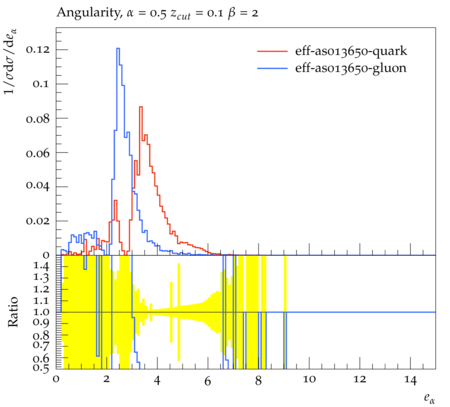 Angularity, α = 0.5 z_cut = 0.1 β = 2
1/σdσ/de_α
0.12
0.1
0.08
0.06
0.04
0.02
0
eff-as013650-quark
eff-as013650-gluon
Ratio
1.4
1.3
1.2
1.1
1.0
0.9
0.8
0.7
0.6
0.5
0 2 4 6 8 10 12 14
e_α